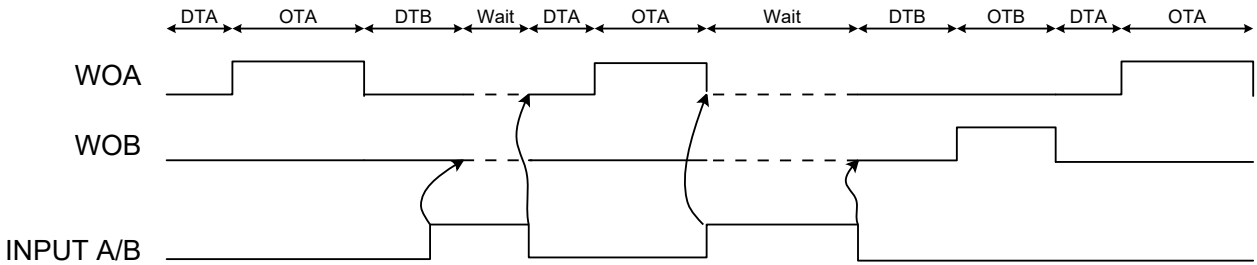 DTA OTA DTB Wait DTA OTA Wait DTB OTB DTA OTA
WOA
WOB
INPUT A/B